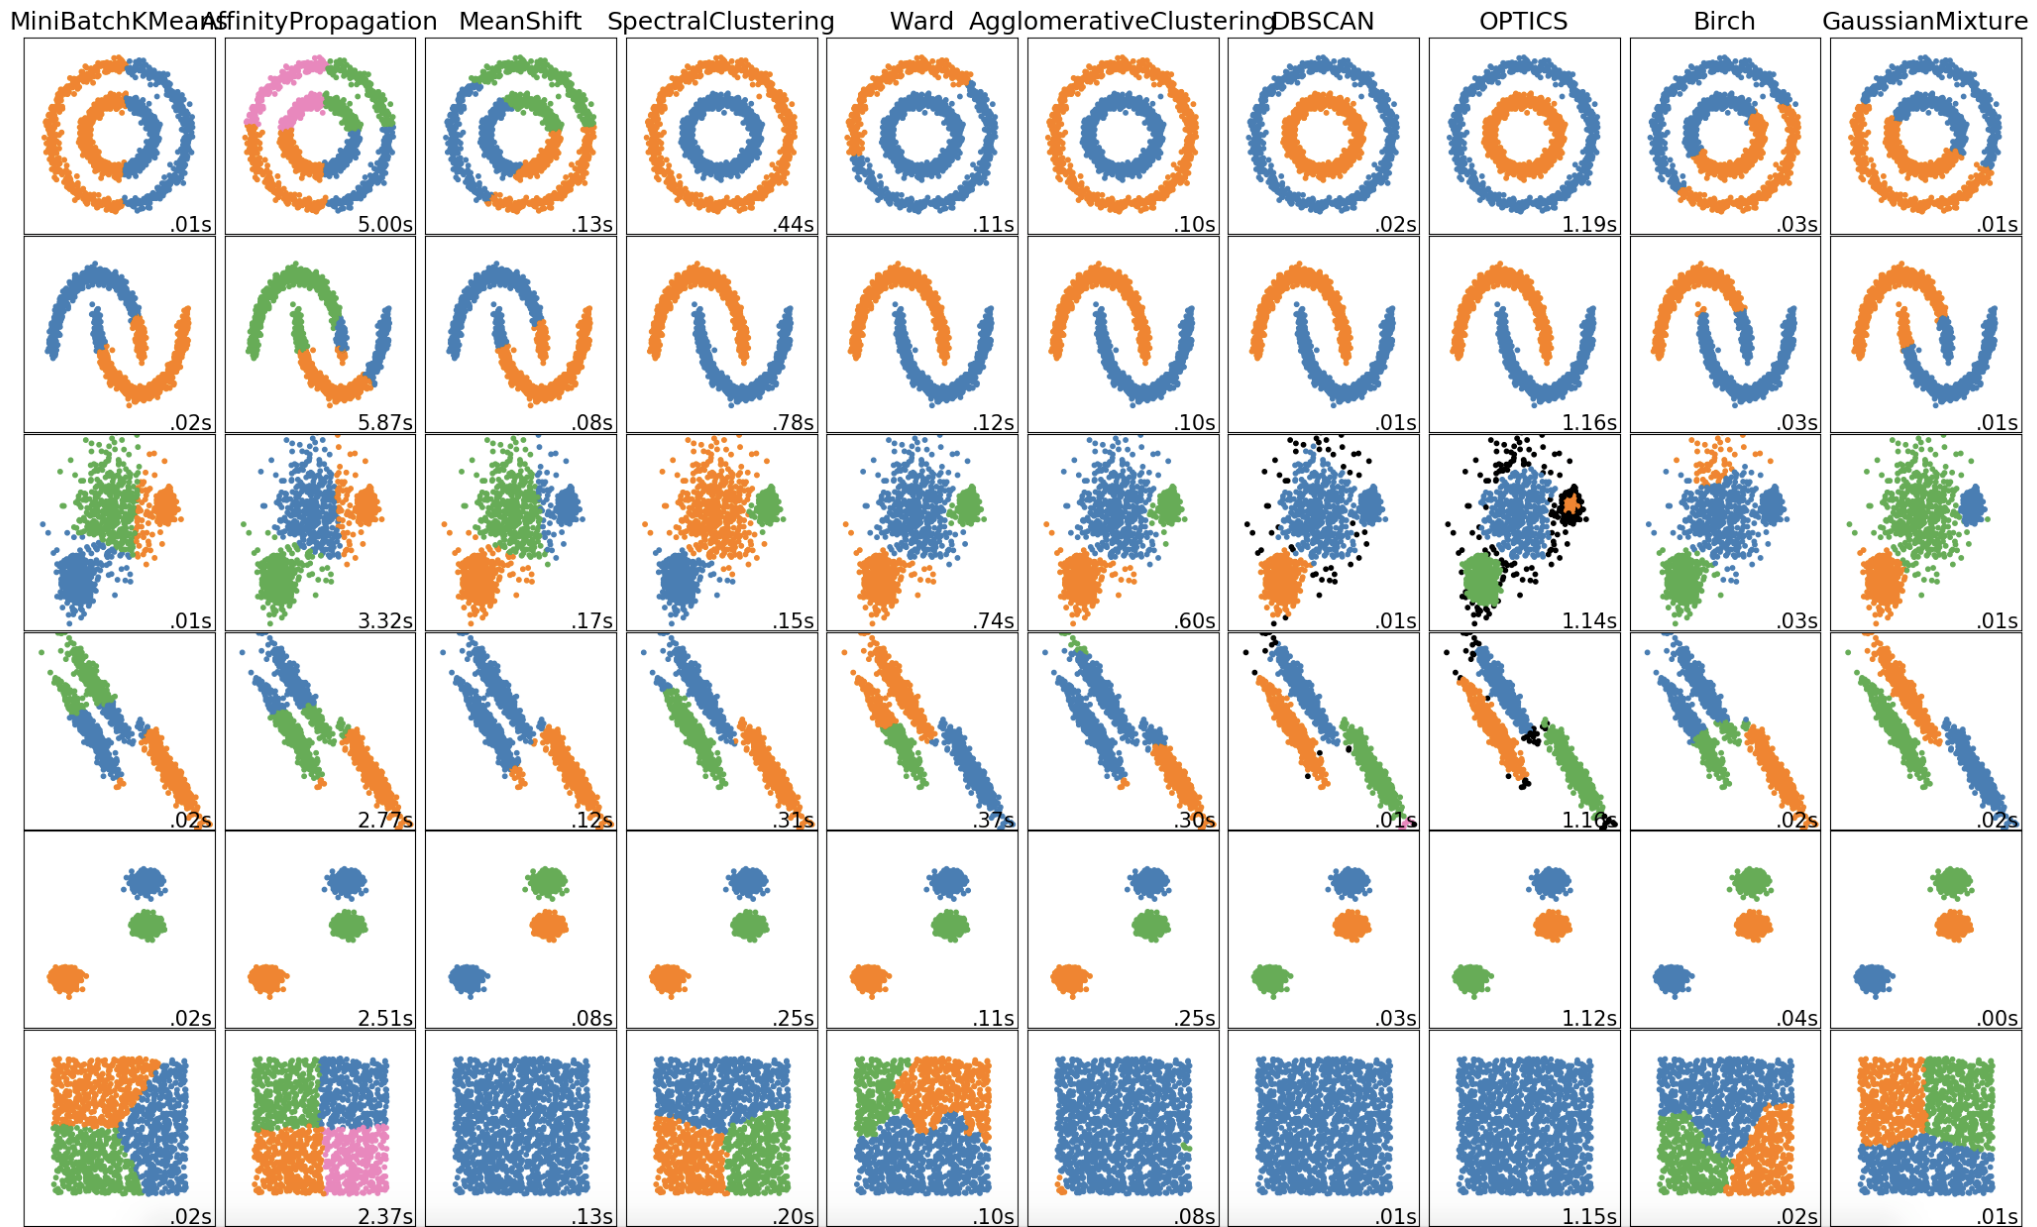 MiniBatchKMeans AffinityPropagation MeanShift SpectralClustering Ward AgglomerativeClustering DBSCAN OPTICS Birch GaussianMixture
.01s 5.00s .13s .44s .11s .10s .02s 1.19s .03s .01s
.02s 5.87s .08s .78s .12s .10s .01s 1.16s .03s .01s
.01s 3.32s .17s .15s .74s .60s .01s 1.14s .03s .01s
.02s 2.77s .12s .31s .37s .30s .01s 1.16s .02s .02s
.02s 2.51s .08s .25s .11s .25s .03s 1.12s .04s .00s
.02s 2.37s .13s .20s .10s .08s .01s 1.15s .02s .01s